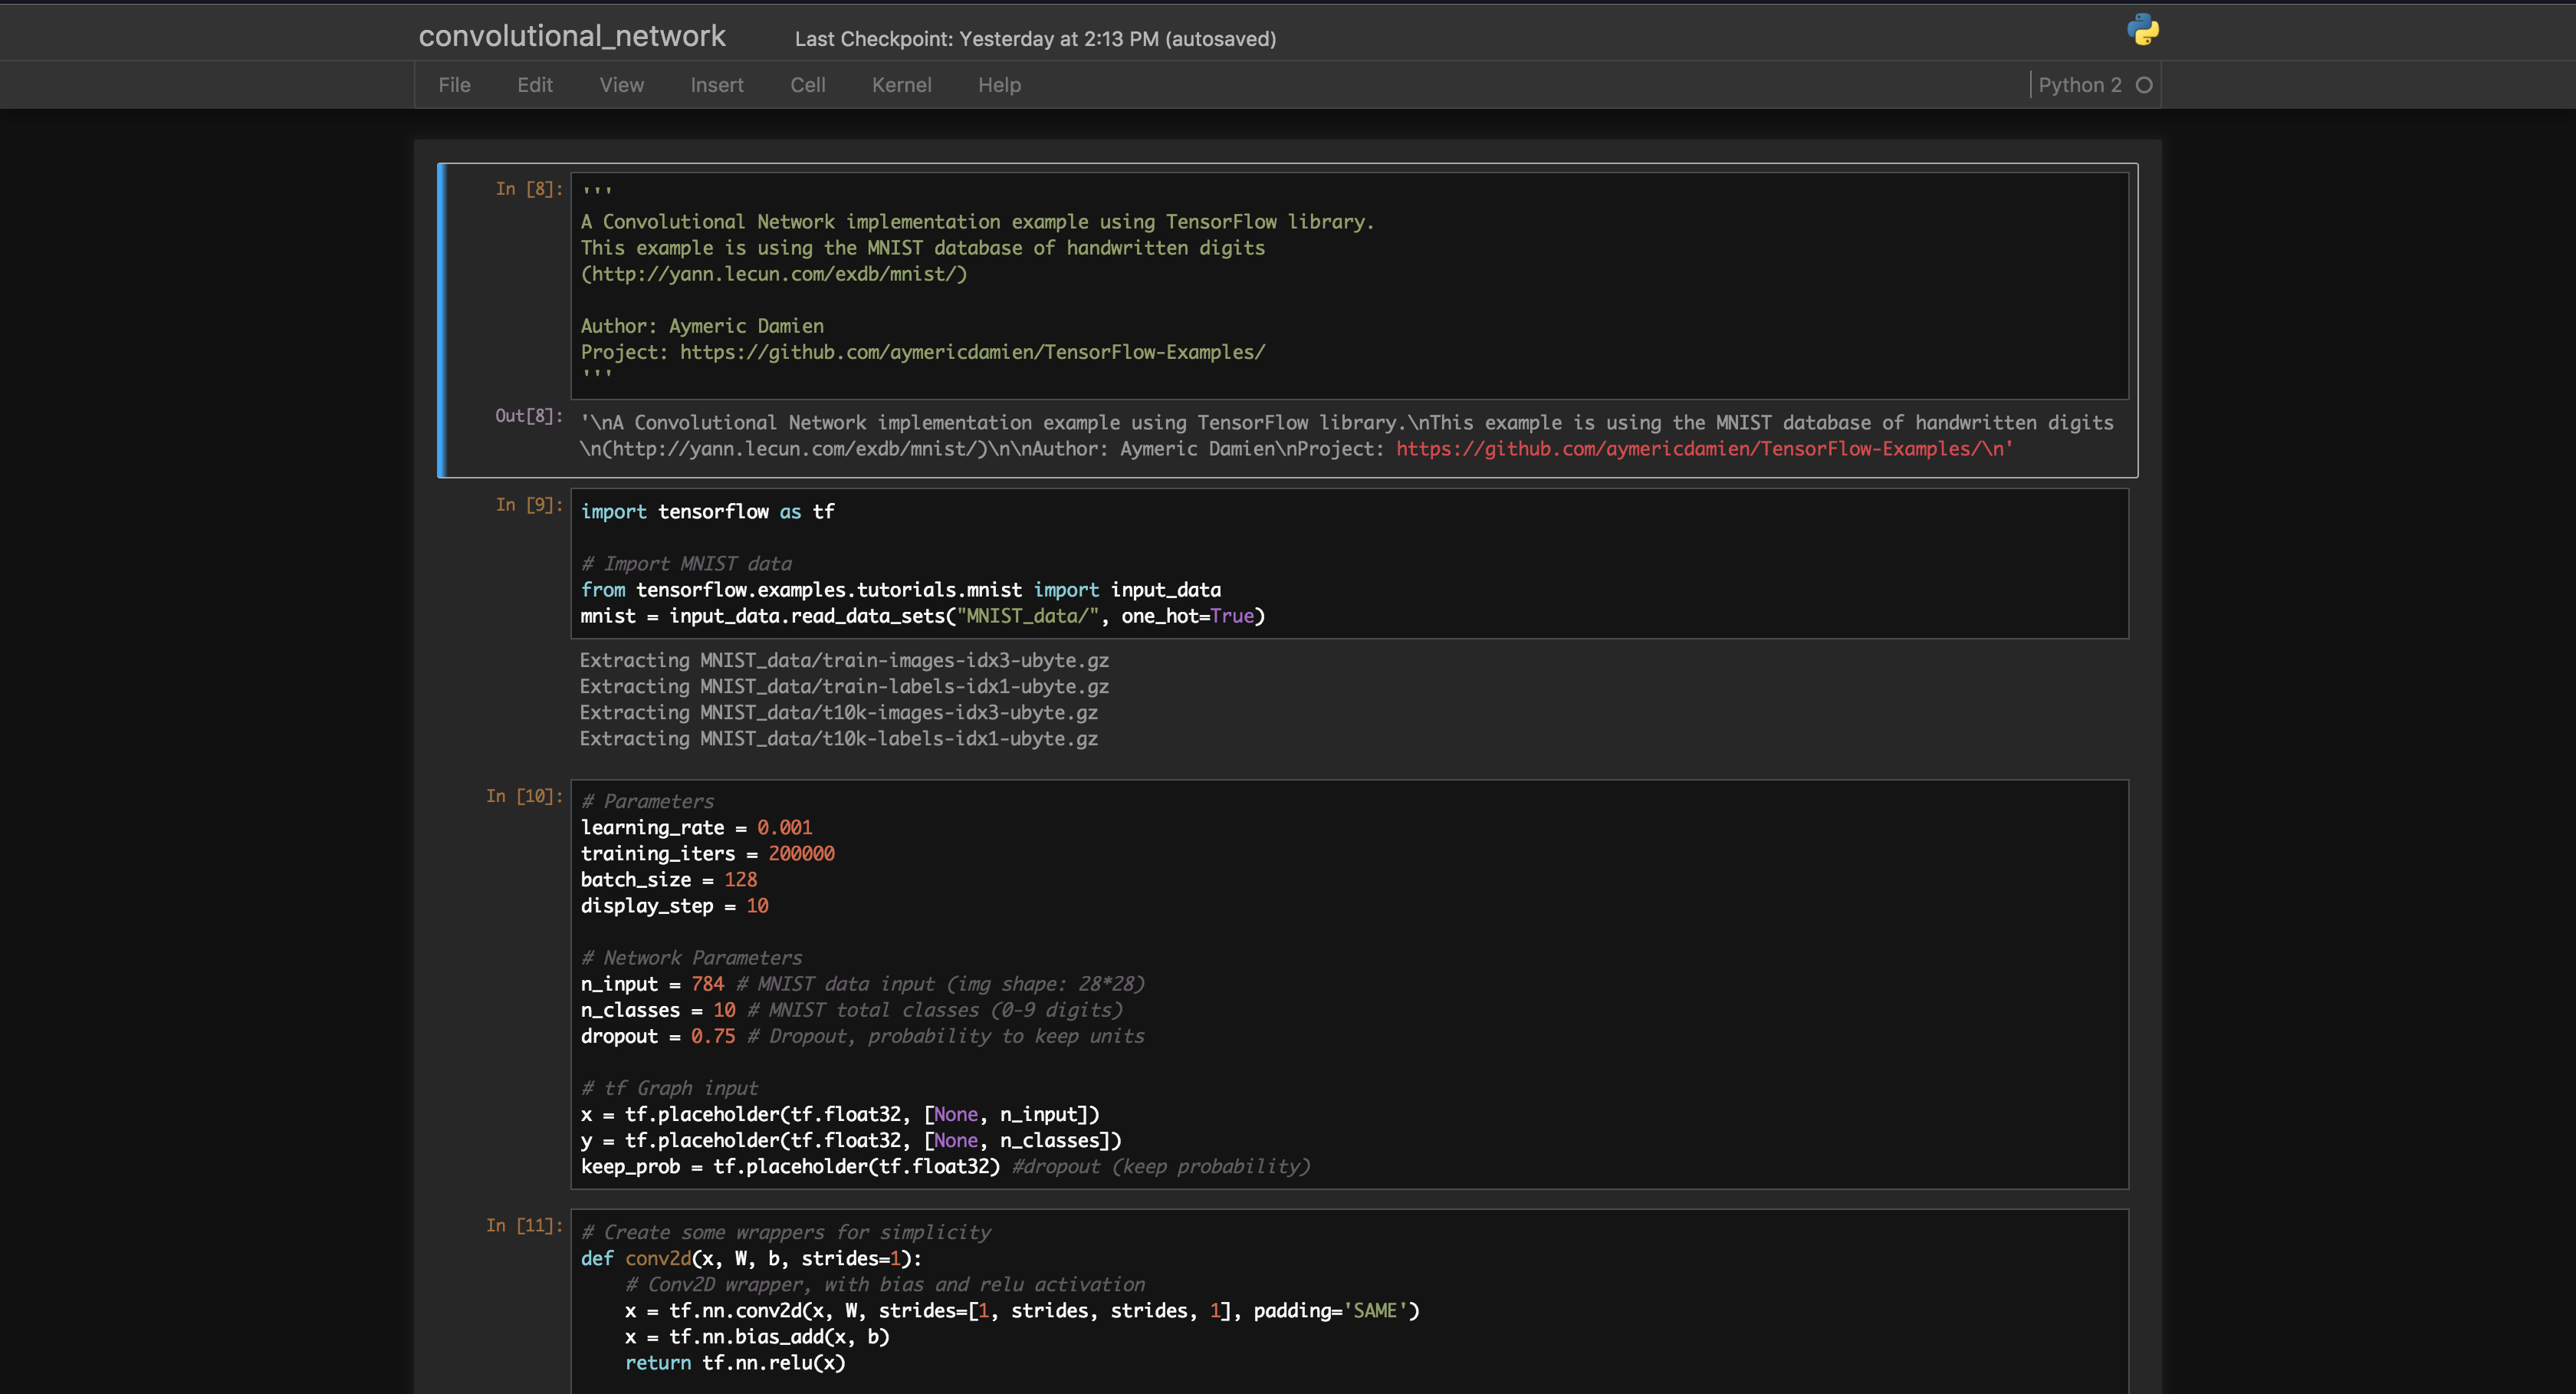 convolutional_network Last Checkpoint: Yesterday at 2:13 PM (autosaved)
File Edit View Insert Cell Kernel Help Python 2
In [8]: '''
A Convolutional Network implementation example using TensorFlow library.
This example is using the MNIST database of handwritten digits
(http://yann.lecun.com/exdb/mnist/)

Author: Aymeric Damien
Project: https://github.com/aymericdamien/TensorFlow-Examples/
'''
Out[8]: '\nA Convolutional Network implementation example using TensorFlow library.\nThis example is using the MNIST database of handwritten digits
\n(http://yann.lecun.com/exdb/mnist/)\n\nAuthor: Aymeric Damien\nProject: https://github.com/aymericdamien/TensorFlow-Examples/\n'
In [9]: import tensorflow as tf

# Import MNIST data
from tensorflow.examples.tutorials.mnist import input_data
mnist = input_data.read_data_sets("MNIST_data/", one_hot=True)
Extracting MNIST_data/train-images-idx3-ubyte.gz
Extracting MNIST_data/train-labels-idx1-ubyte.gz
Extracting MNIST_data/t10k-images-idx3-ubyte.gz
Extracting MNIST_data/t10k-labels-idx1-ubyte.gz
In [10]: # Parameters
learning_rate = 0.001
training_iters = 200000
batch_size = 128
display_step = 10

# Network Parameters
n_input = 784 # MNIST data input (img shape: 28*28)
n_classes = 10 # MNIST total classes (0-9 digits)
dropout = 0.75 # Dropout, probability to keep units

# tf Graph input
x = tf.placeholder(tf.float32, [None, n_input])
y = tf.placeholder(tf.float32, [None, n_classes])
keep_prob = tf.placeholder(tf.float32) #dropout (keep probability)
In [11]: # Create some wrappers for simplicity
def conv2d(x, W, b, strides=1):
    # Conv2D wrapper, with bias and relu activation
    x = tf.nn.conv2d(x, W, strides=[1, strides, strides, 1], padding='SAME')
    x = tf.nn.bias_add(x, b)
    return tf.nn.relu(x)